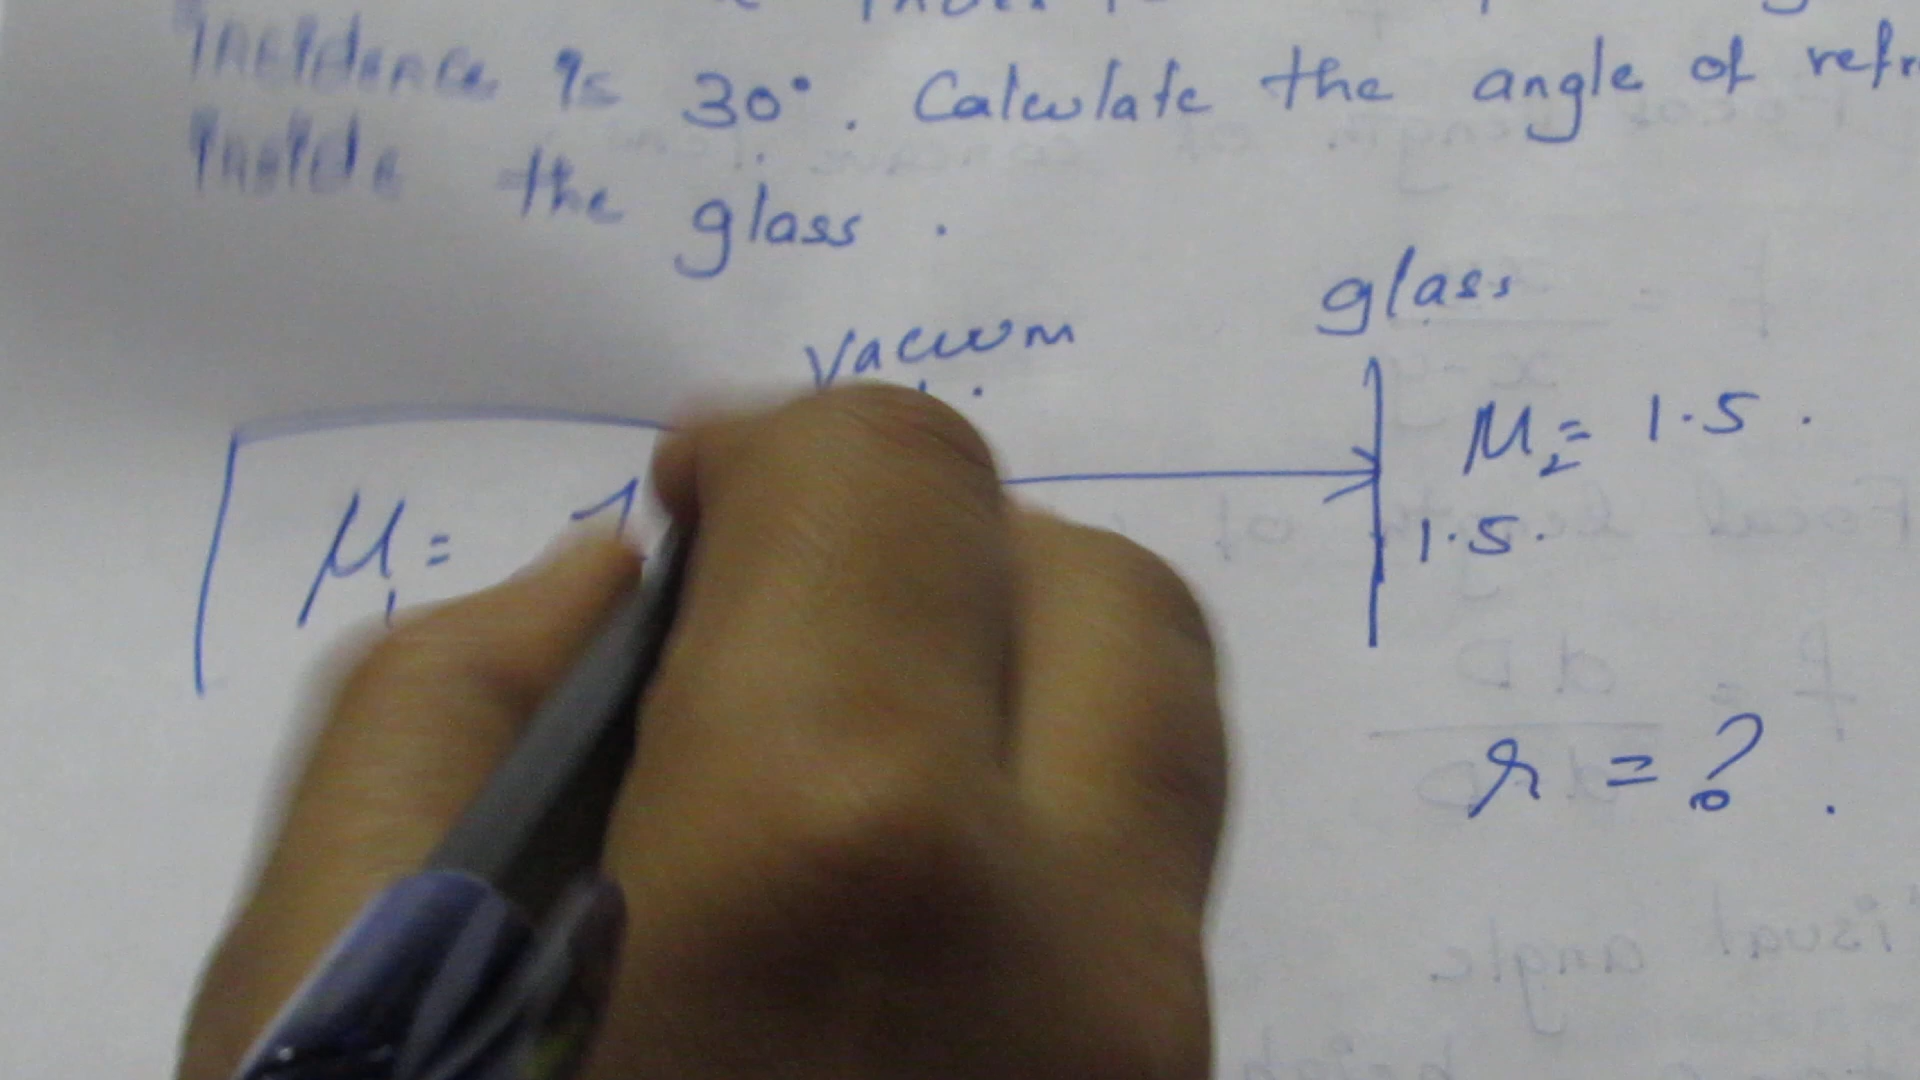 incidence is 30°. Calculate the angle of refr
inside the glass.
glass
Vacuum
μ₂ = 1.5.
μ₁ = 1
1.5.
r = ?.